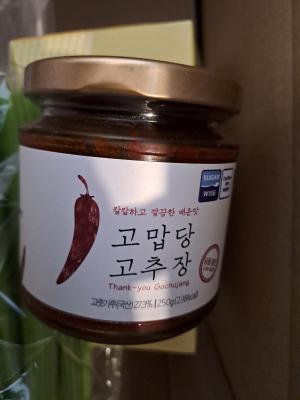 칼칼하고 깔끔한 매운맛
고맙당
고추장
Thank-you Gochujang
고춧가루(국산) 27.3% | 250g (238kcal)
SUGAR
WISE